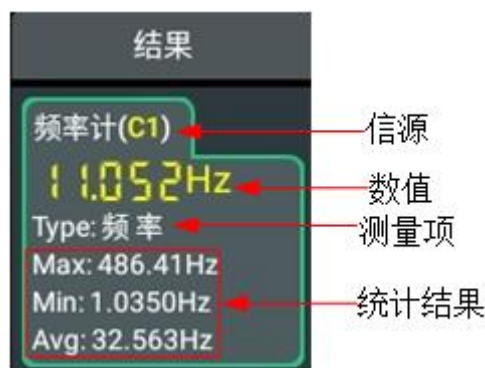 结果
频率计(C1)
信源
11.052Hz
数值
Type: 频 率
测量项
Max: 486.41Hz
Min: 1.0350Hz
统计结果
Avg: 32.563Hz